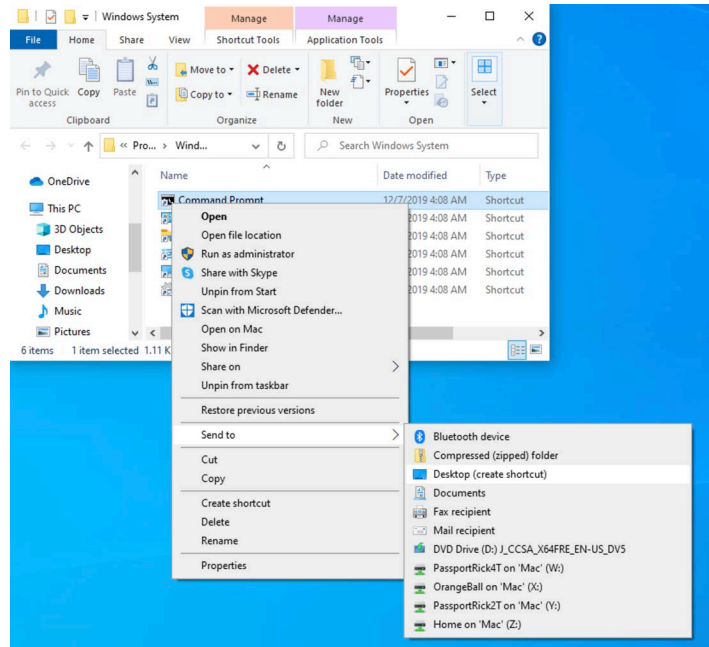 Windows System
Manage
Manage
File
Home
Share
View
Shortcut Tools
Application Tools
Pin to Quick access
Copy
Paste
Move to
Copy to
Delete
Rename
New folder
Properties
Select
Clipboard
Organize
New
Open
« Pro... › Wind...
Search Windows System
OneDrive
This PC
3D Objects
Desktop
Documents
Downloads
Music
Pictures
Name
Date modified
Type
Command Prompt
12/7/2019 4:08 AM
Shortcut
2019 4:08 AM
Shortcut
2019 4:08 AM
Shortcut
2019 4:08 AM
Shortcut
2019 4:08 AM
Shortcut
2019 4:08 AM
Shortcut
6 items
1 item selected 1.11 K
Open
Open file location
Run as administrator
Share with Skype
Unpin from Start
Scan with Microsoft Defender...
Open on Mac
Show in Finder
Share on
Unpin from taskbar
Restore previous versions
Send to
Cut
Copy
Create shortcut
Delete
Rename
Properties
Bluetooth device
Compressed (zipped) folder
Desktop (create shortcut)
Documents
Fax recipient
Mail recipient
DVD Drive (D:) J_CCSA_X64FRE_EN-US_DV5
PassportRick4T on 'Mac' (W:)
OrangeBall on 'Mac' (X:)
PassportRick2T on 'Mac' (Y:)
Home on 'Mac' (Z:)